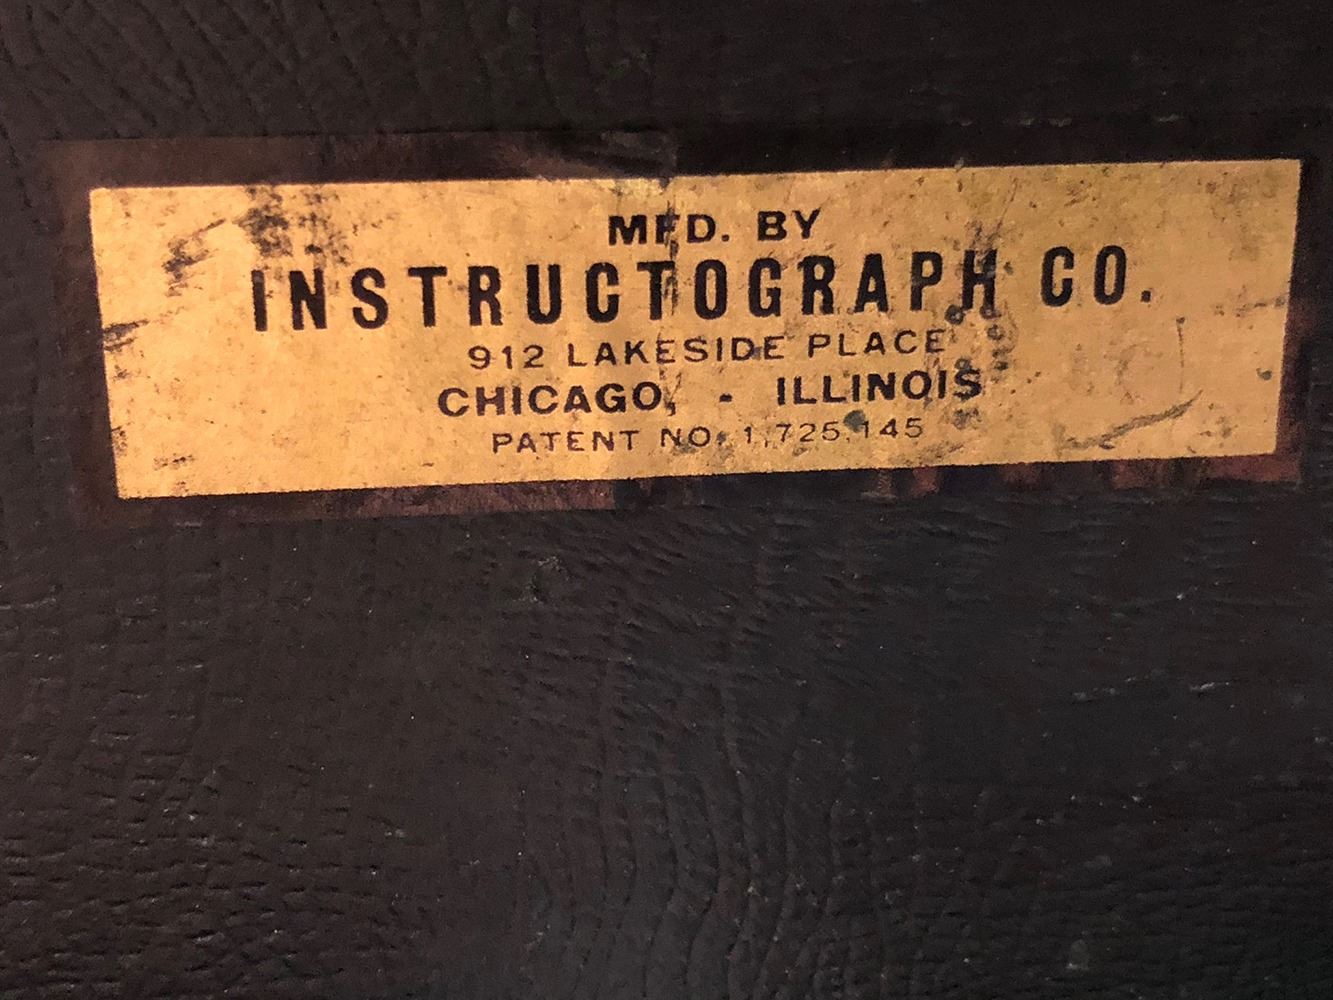 MFD. BY
INSTRUCTOGRAPH CO.
912 LAKESIDE PLACE
CHICAGO, - ILLINOIS
PATENT NO. 1,725,145